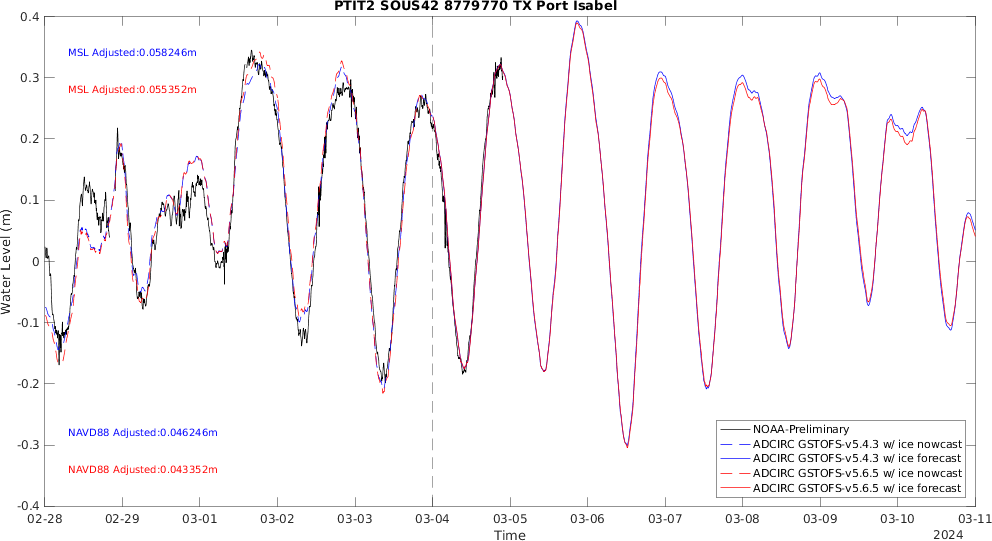 PTIT2 SOUS42 8779770 TX Port Isabel
0.4
0.3
0.2
0.1
0
-0.1
-0.2
-0.3
-0.4
Water Level (m)
MSL Adjusted:0.058246m
MSL Adjusted:0.055352m
NAVD88 Adjusted:0.046246m
NAVD88 Adjusted:0.043352m
NOAA-Preliminary
ADCIRC GSTOFS-v5.4.3 w/ ice nowcast
ADCIRC GSTOFS-v5.4.3 w/ ice forecast
ADCIRC GSTOFS-v5.6.5 w/ ice nowcast
ADCIRC GSTOFS-v5.6.5 w/ ice forecast
02-28 02-29 03-01 03-02 03-03 03-04 03-05 03-06 03-07 03-08 03-09 03-10 03-11
Time
2024